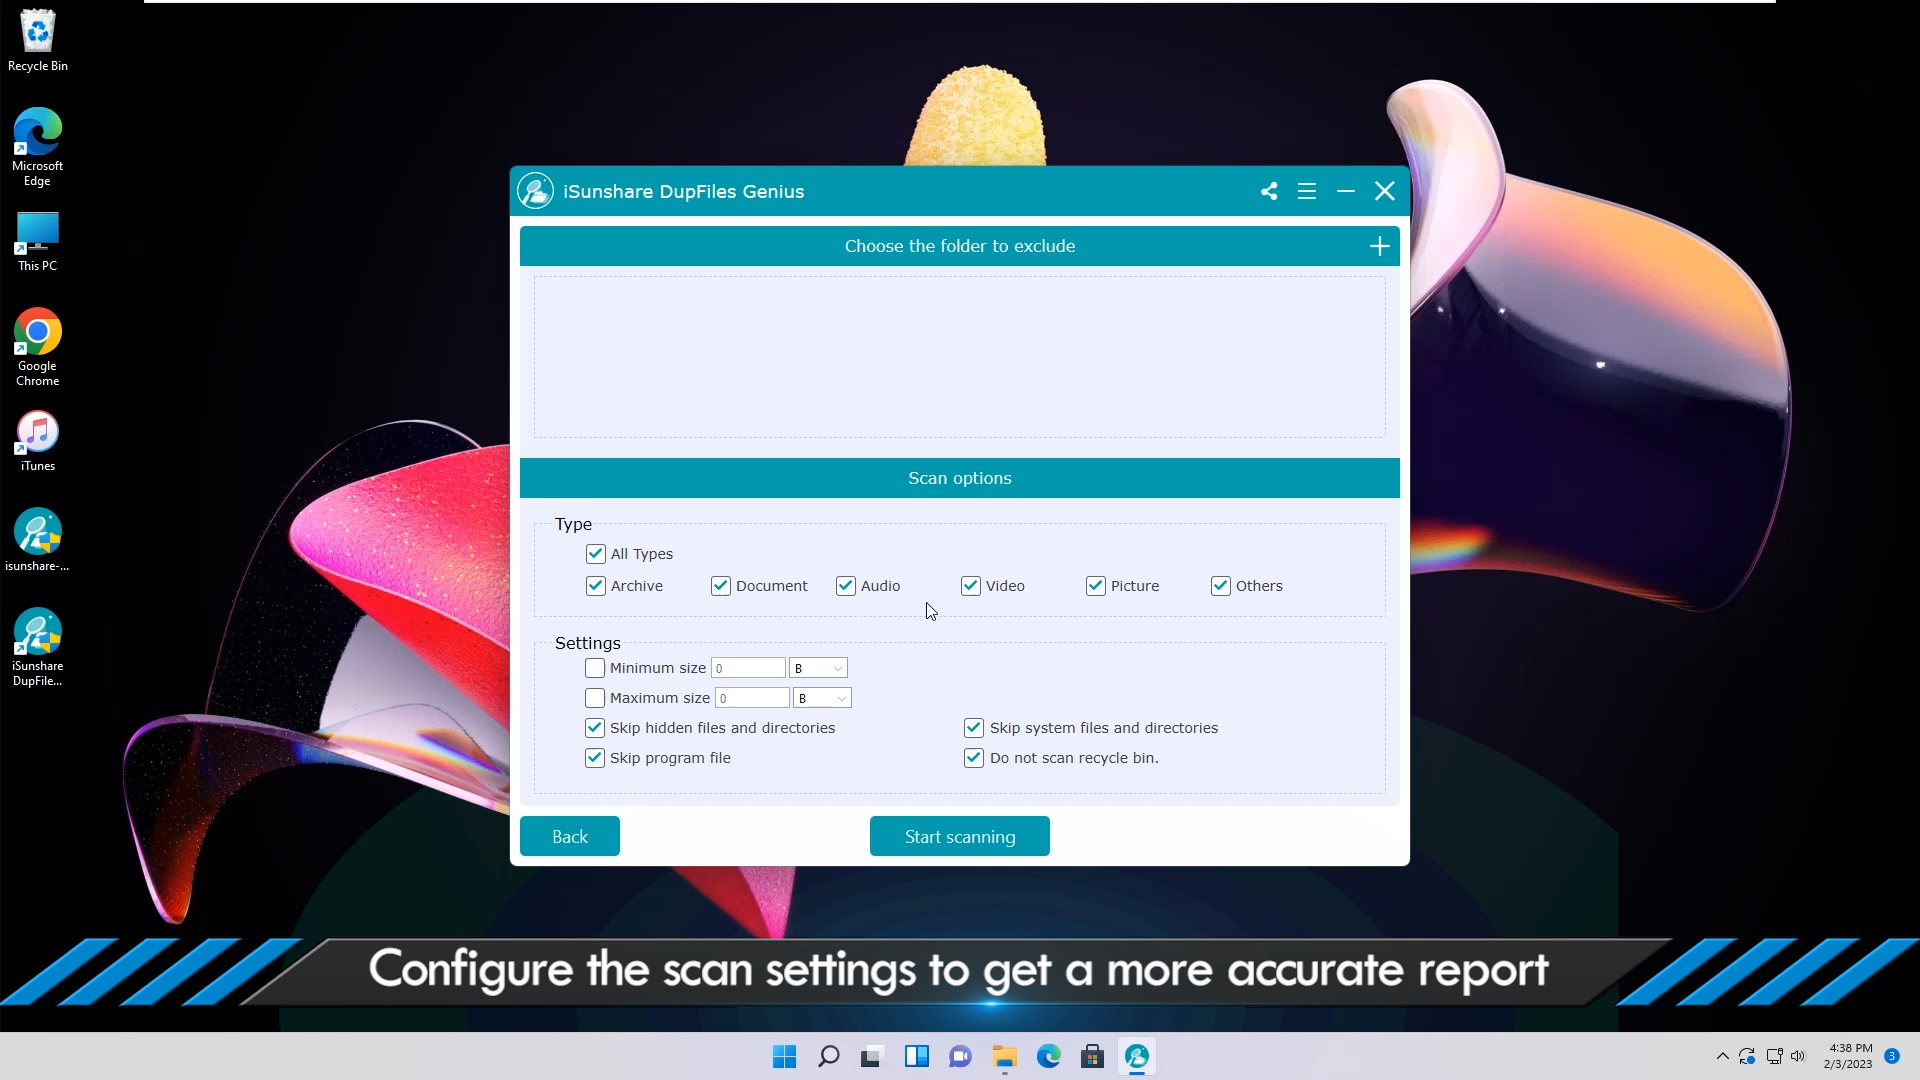 Recycle Bin
Microsoft
Edge
This PC
Google
Chrome
iTunes
isunshare-...
iSunshare
DupFile...
iSunshare DupFiles Genius
Choose the folder to exclude
Scan options
Type
All Types
Archive Document Audio Video Picture Others
Settings
Minimum size 0 B
Maximum size 0 B
Skip hidden files and directories Skip system files and directories
Skip program file Do not scan recycle bin.
Back Start scanning
Configure the scan settings to get a more accurate report
4:38 PM
2/3/2023
3